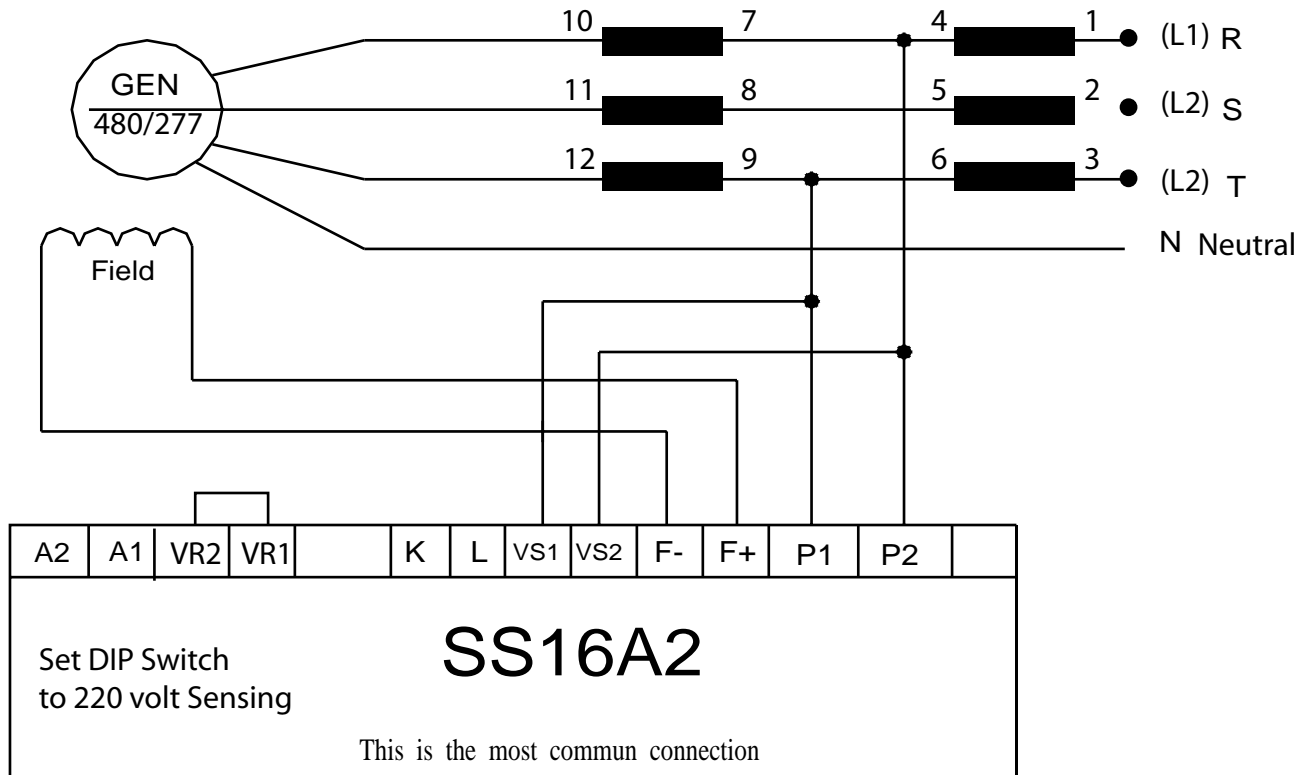 10 7 4 1 (L1) R
GEN
480/277
11 8 5 2 (L2) S
12 9 6 3 (L2) T
N Neutral
Field
A2 A1 VR2 VR1 K L VS1 VS2 F- F+ P1 P2
SS16A2
Set DIP Switch
to 220 volt Sensing
This is the most commun connection